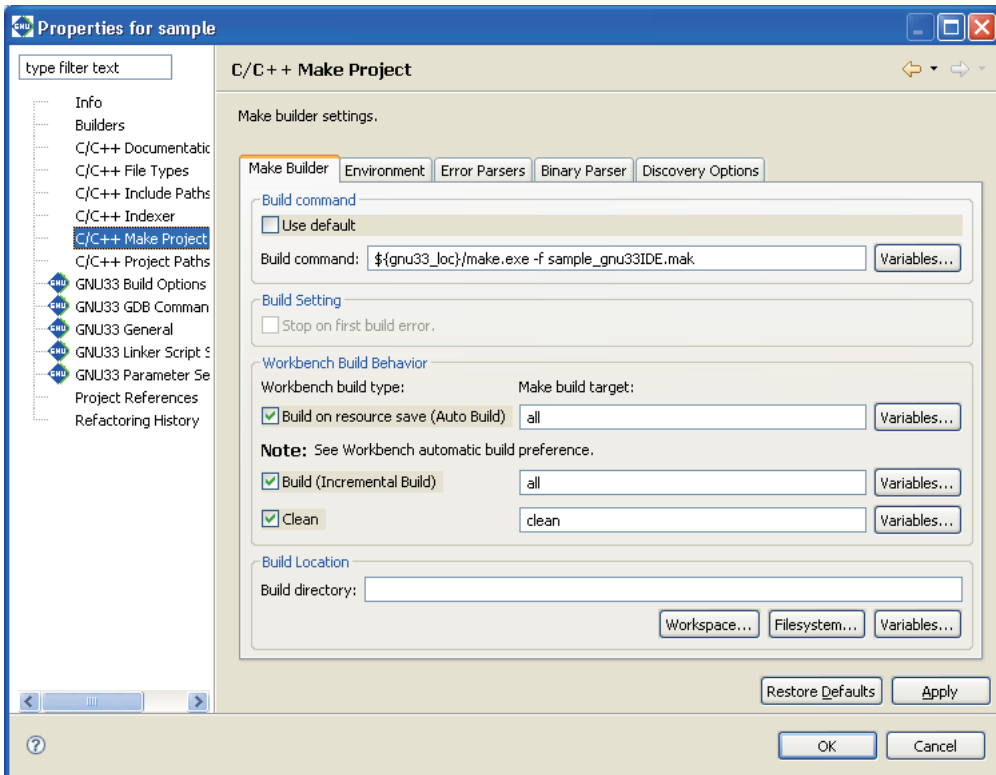 Properties for sample
type filter text
Info
Builders
C/C++ Documentatic
C/C++ File Types
C/C++ Include Paths
C/C++ Indexer
C/C++ Make Project
C/C++ Project Paths
GNU33 Build Options
GNU33 GDB Comman
GNU33 General
GNU33 Linker Script S
GNU33 Parameter Se
Project References
Refactoring History
C/C++ Make Project
Make builder settings.
Make Builder Environment Error Parsers Binary Parser Discovery Options
Build command
Use default
Build command: ${gnu33_loc}/make.exe -f sample_gnu33IDE.mak Variables...
Build Setting
Stop on first build error.
Workbench Build Behavior
Workbench build type: Make build target:
Build on resource save (Auto Build) all Variables...
Note: See Workbench automatic build preference.
Build (Incremental Build) all Variables...
Clean clean Variables...
Build Location
Build directory:
Workspace... Filesystem... Variables...
Restore Defaults Apply
OK Cancel